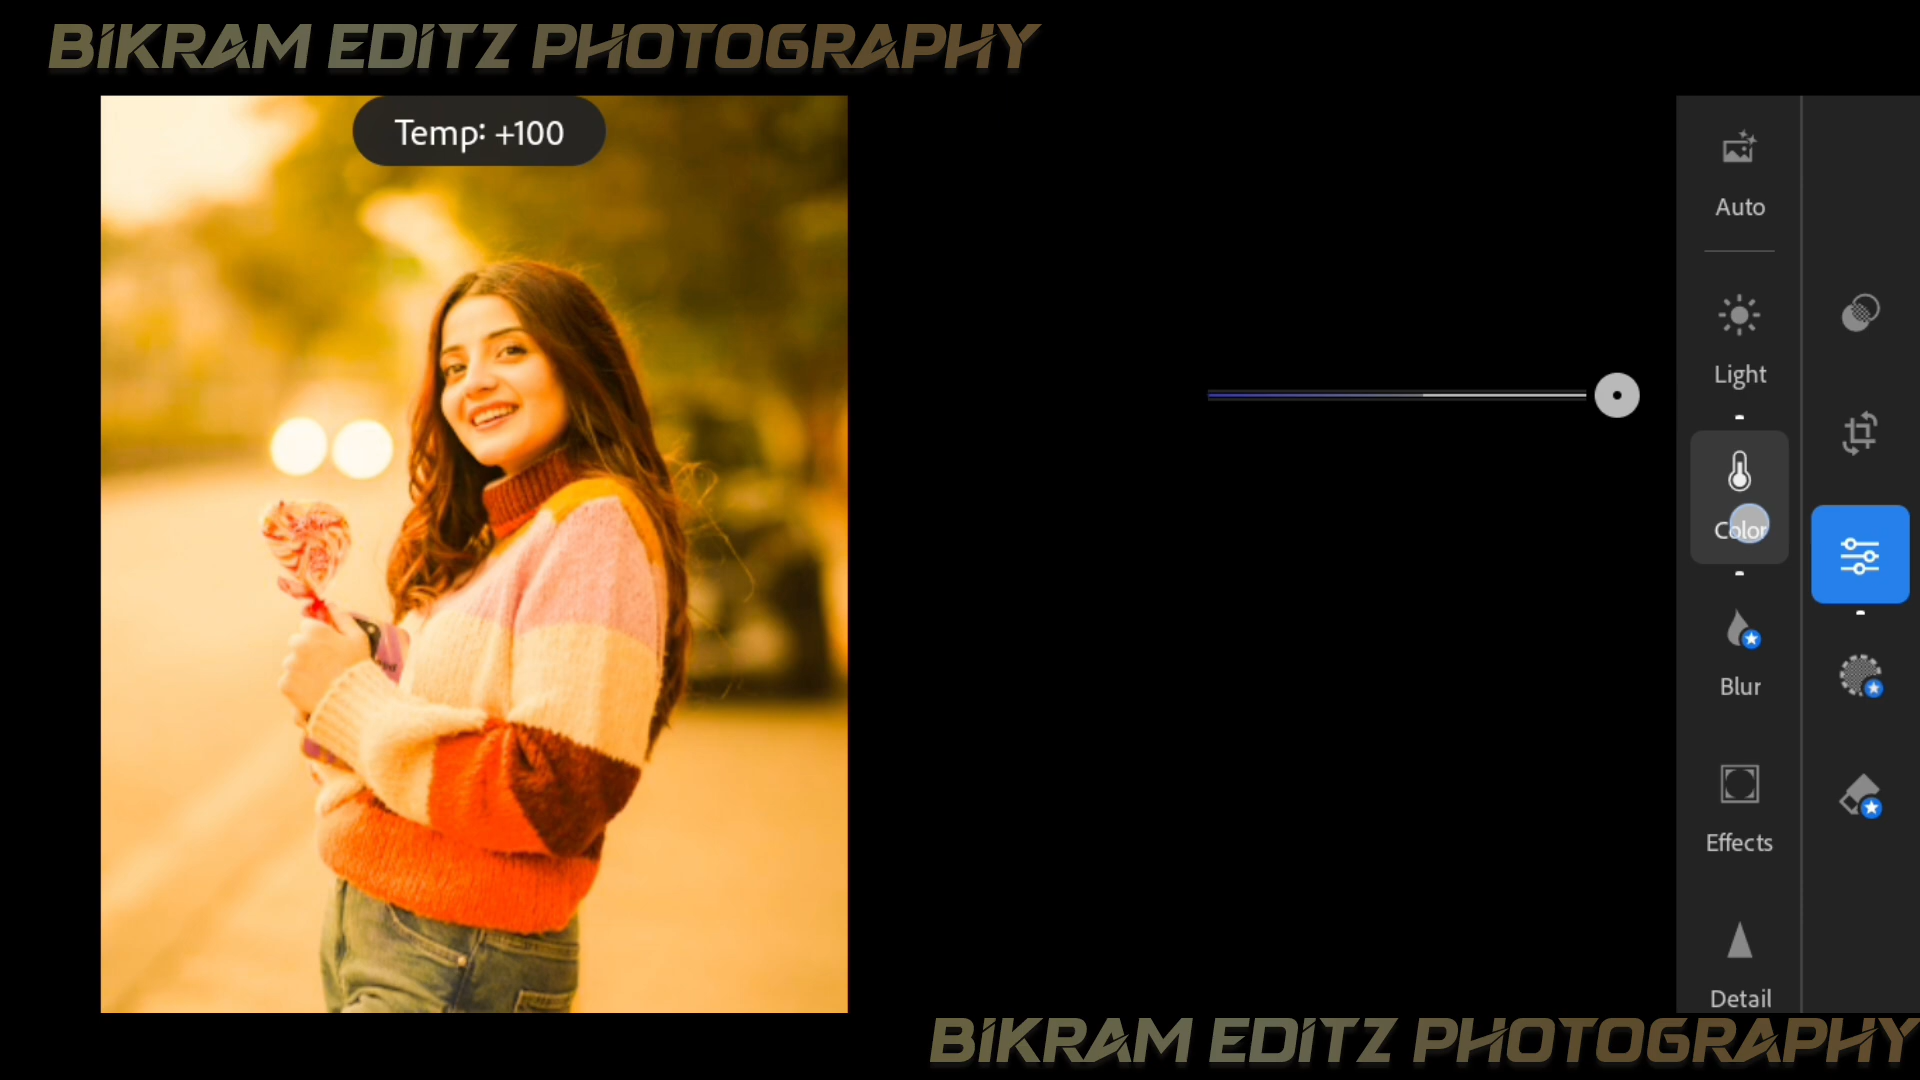 BIKRAM EDITZ PHOTOGRAPHY
Temp: +100
Auto
Light
Color
Blur
Effects
Detail
BIKRAM EDITZ PHOTOGRAPHY